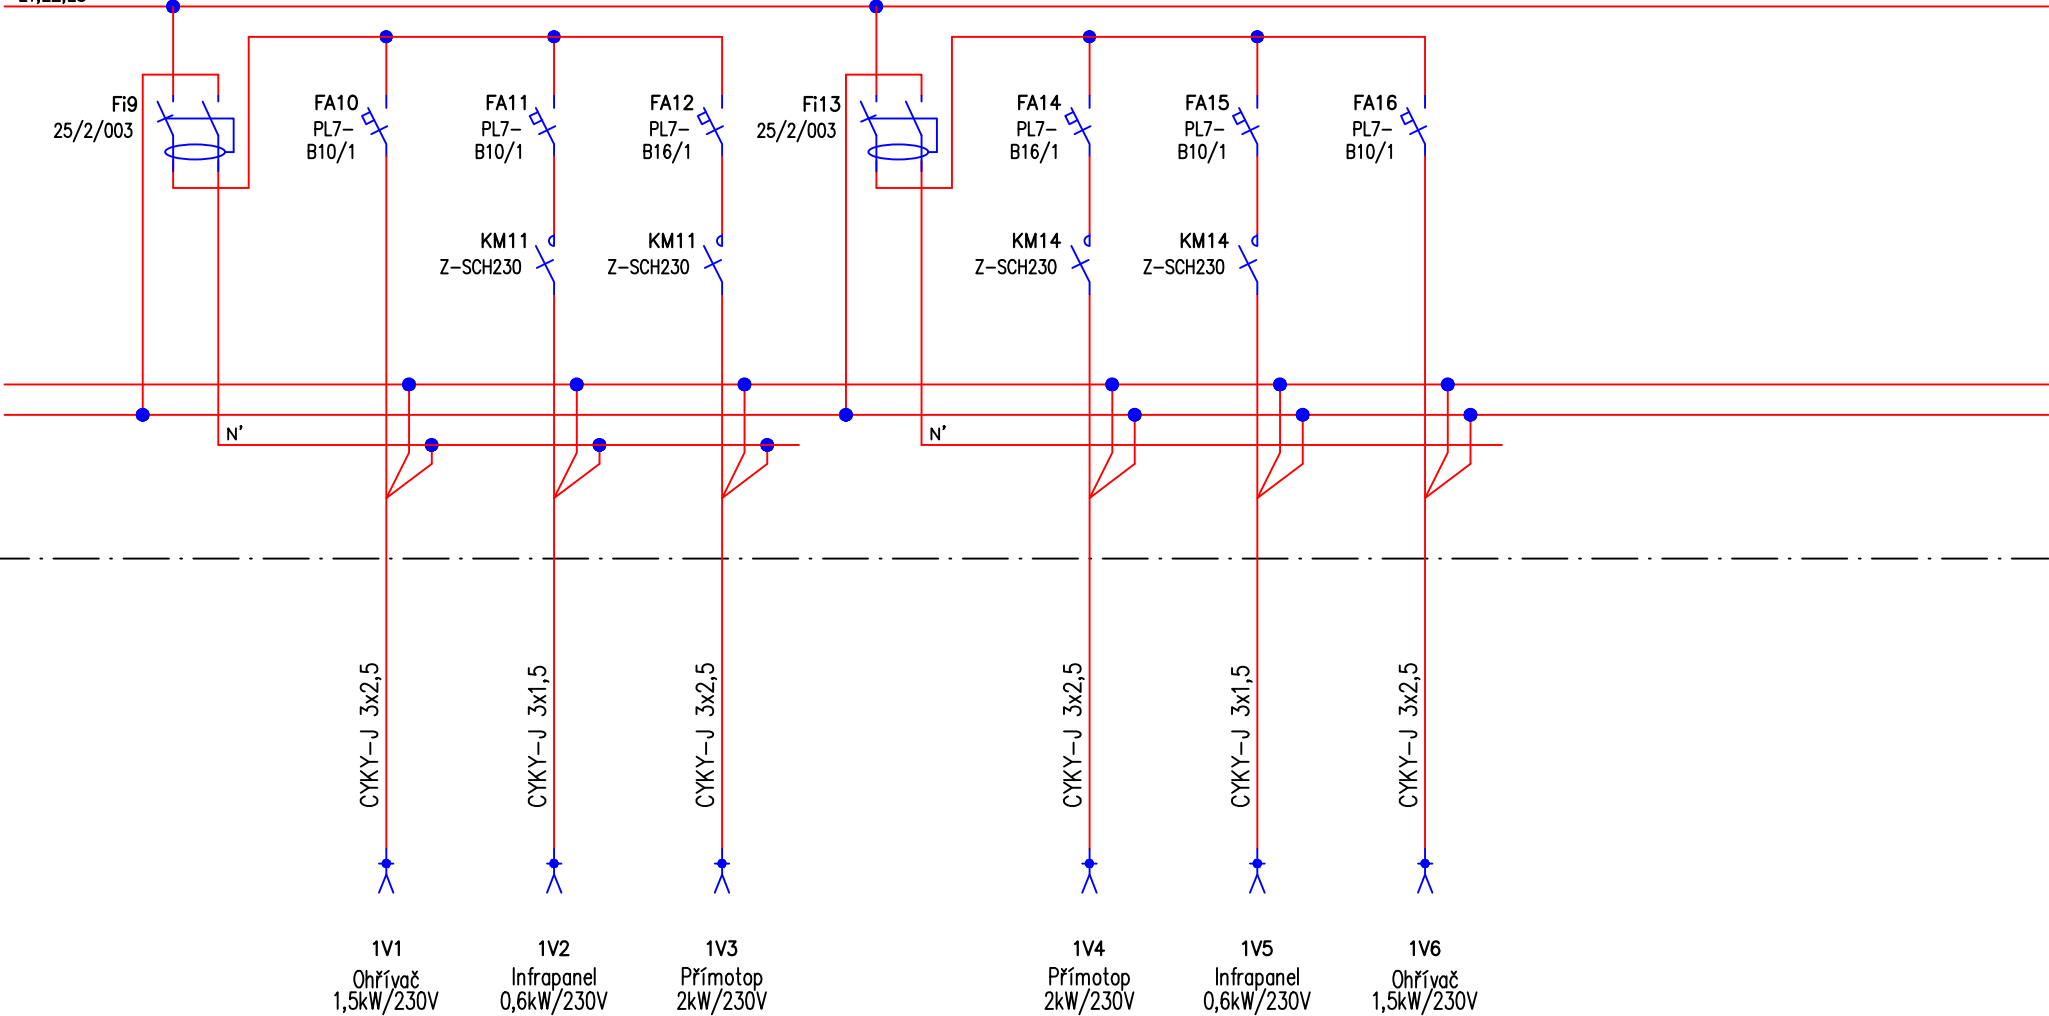 Fi9
25/2/003
FA10
PL7-
B10/1
FA11
PL7-
B10/1
FA12
PL7-
B16/1
Fi13
25/2/003
FA14
PL7-
B16/1
FA15
PL7-
B10/1
FA16
PL7-
B10/1
KM11
Z-SCH230
KM11
Z-SCH230
KM14
Z-SCH230
KM14
Z-SCH230
N'
N'
CYKY-J 3x2,5
CYKY-J 3x1,5
CYKY-J 3x2,5
CYKY-J 3x2,5
CYKY-J 3x1,5
CYKY-J 3x2,5
1V1
Ohřívač
1,5kW/230V
1V2
Infrapanel
0,6kW/230V
1V3
Přímotop
2kW/230V
1V4
Přímotop
2kW/230V
1V5
Infrapanel
0,6kW/230V
1V6
Ohřívač
1,5kW/230V